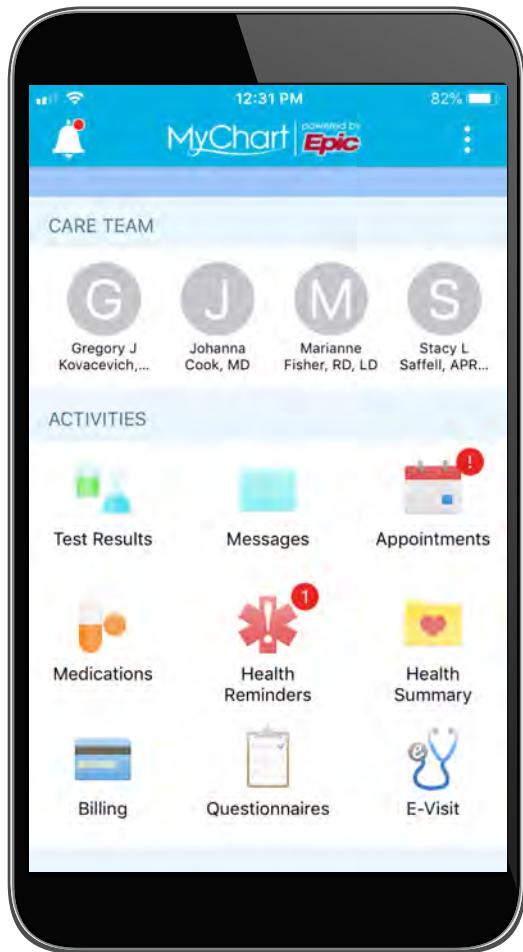 12:31 PM
82%
MyChart powered by Epic
CARE TEAM
G J M S
Gregory J Johanna Marianne Stacy L
Kovacevich,... Cook, MD Fisher, RD, LD Saffell, APR...
ACTIVITIES
!
Test Results Messages Appointments
1
Medications Health Health
Reminders Summary
e
Billing Questionnaires E-Visit